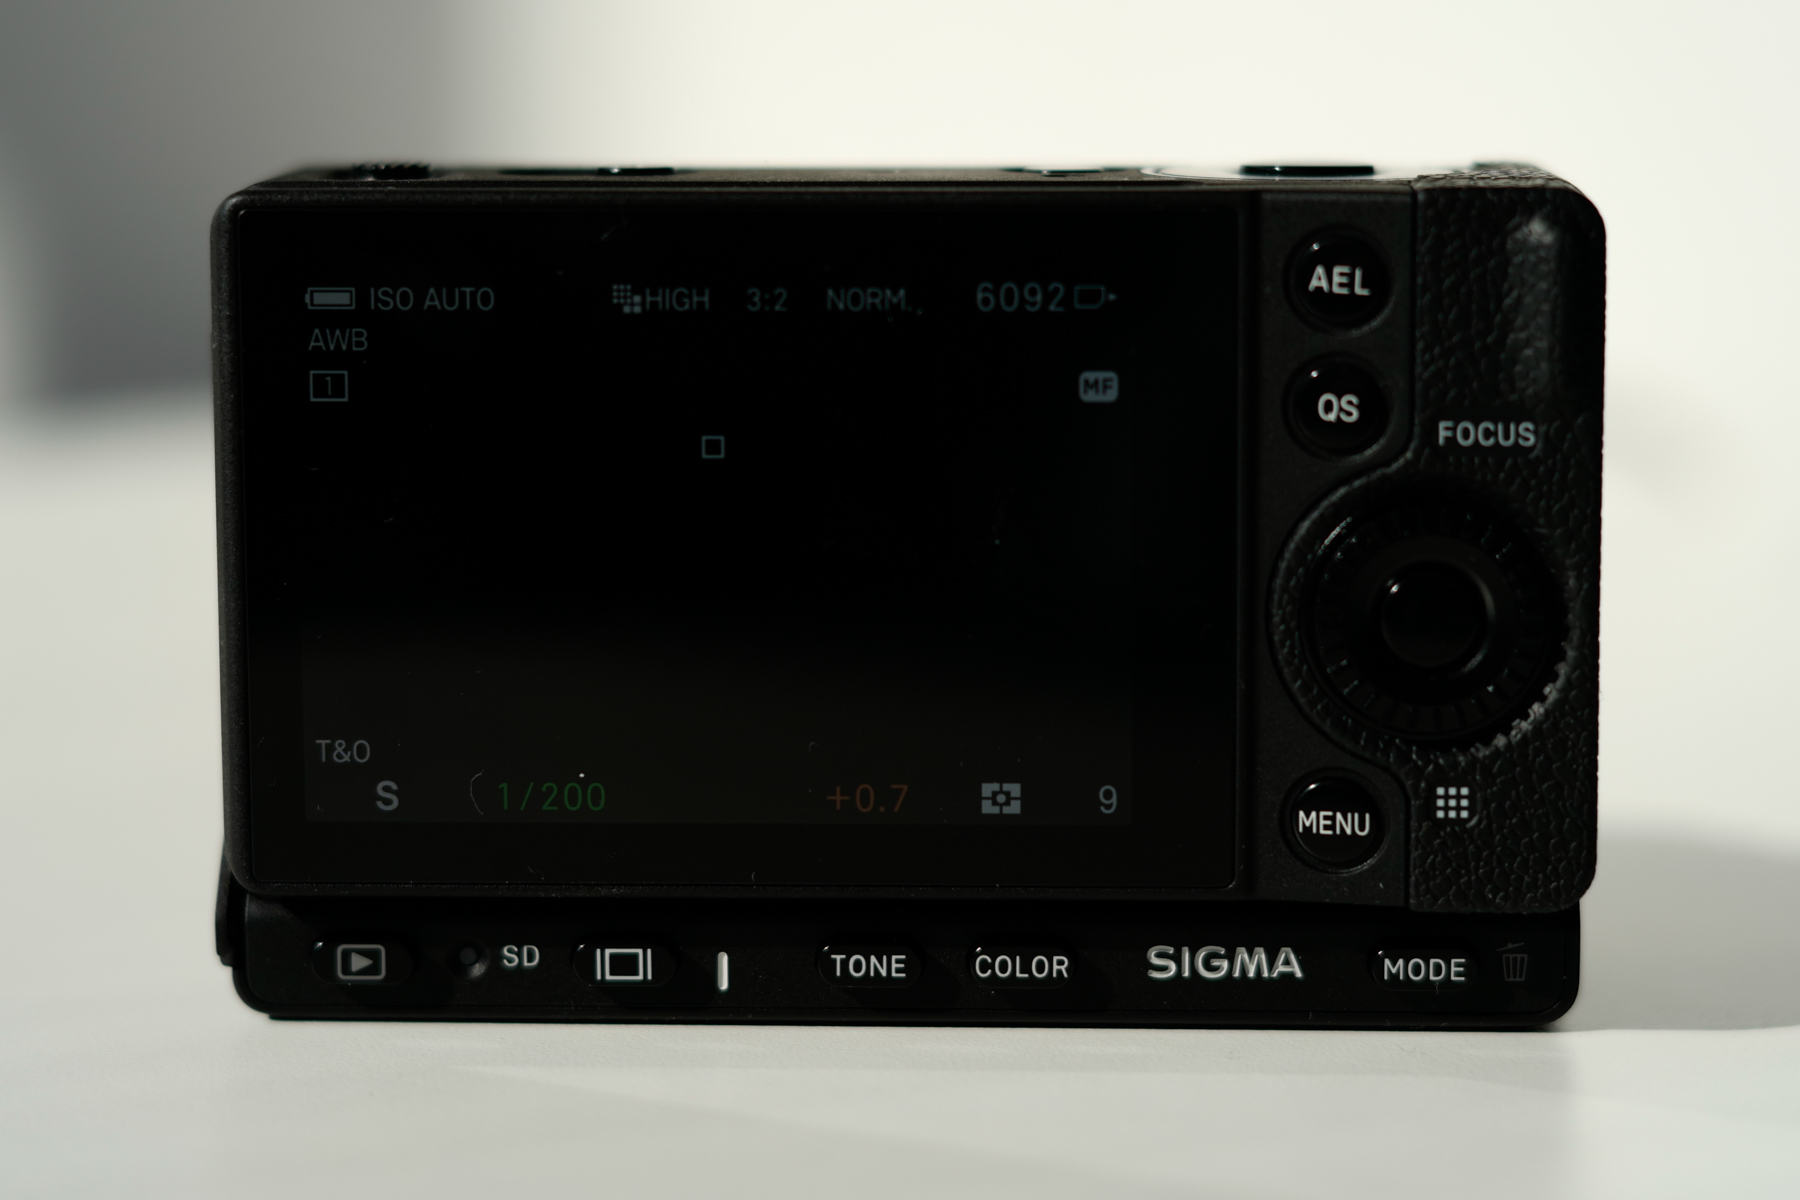 ISO AUTO HIGH 3:2 NORM. 6092
AWB
1
MF
T&O
S 1/200 +0.7 9
AEL
QS
FOCUS
MENU
SD TONE COLOR SIGMA MODE